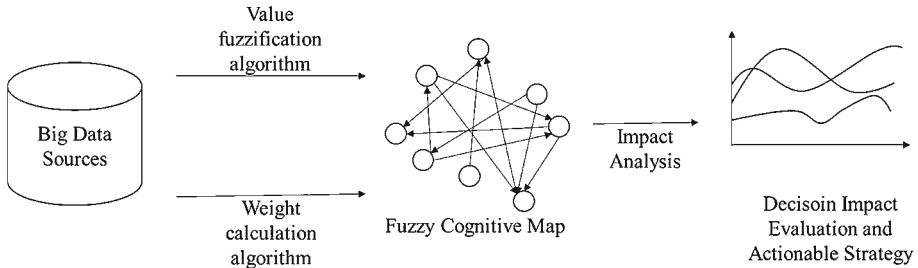 Value
fuzzification
algorithm
Big Data
Sources
Weight
calculation
algorithm
Fuzzy Cognitive Map
Impact
Analysis
Decisoin Impact
Evaluation and
Actionable Strategy